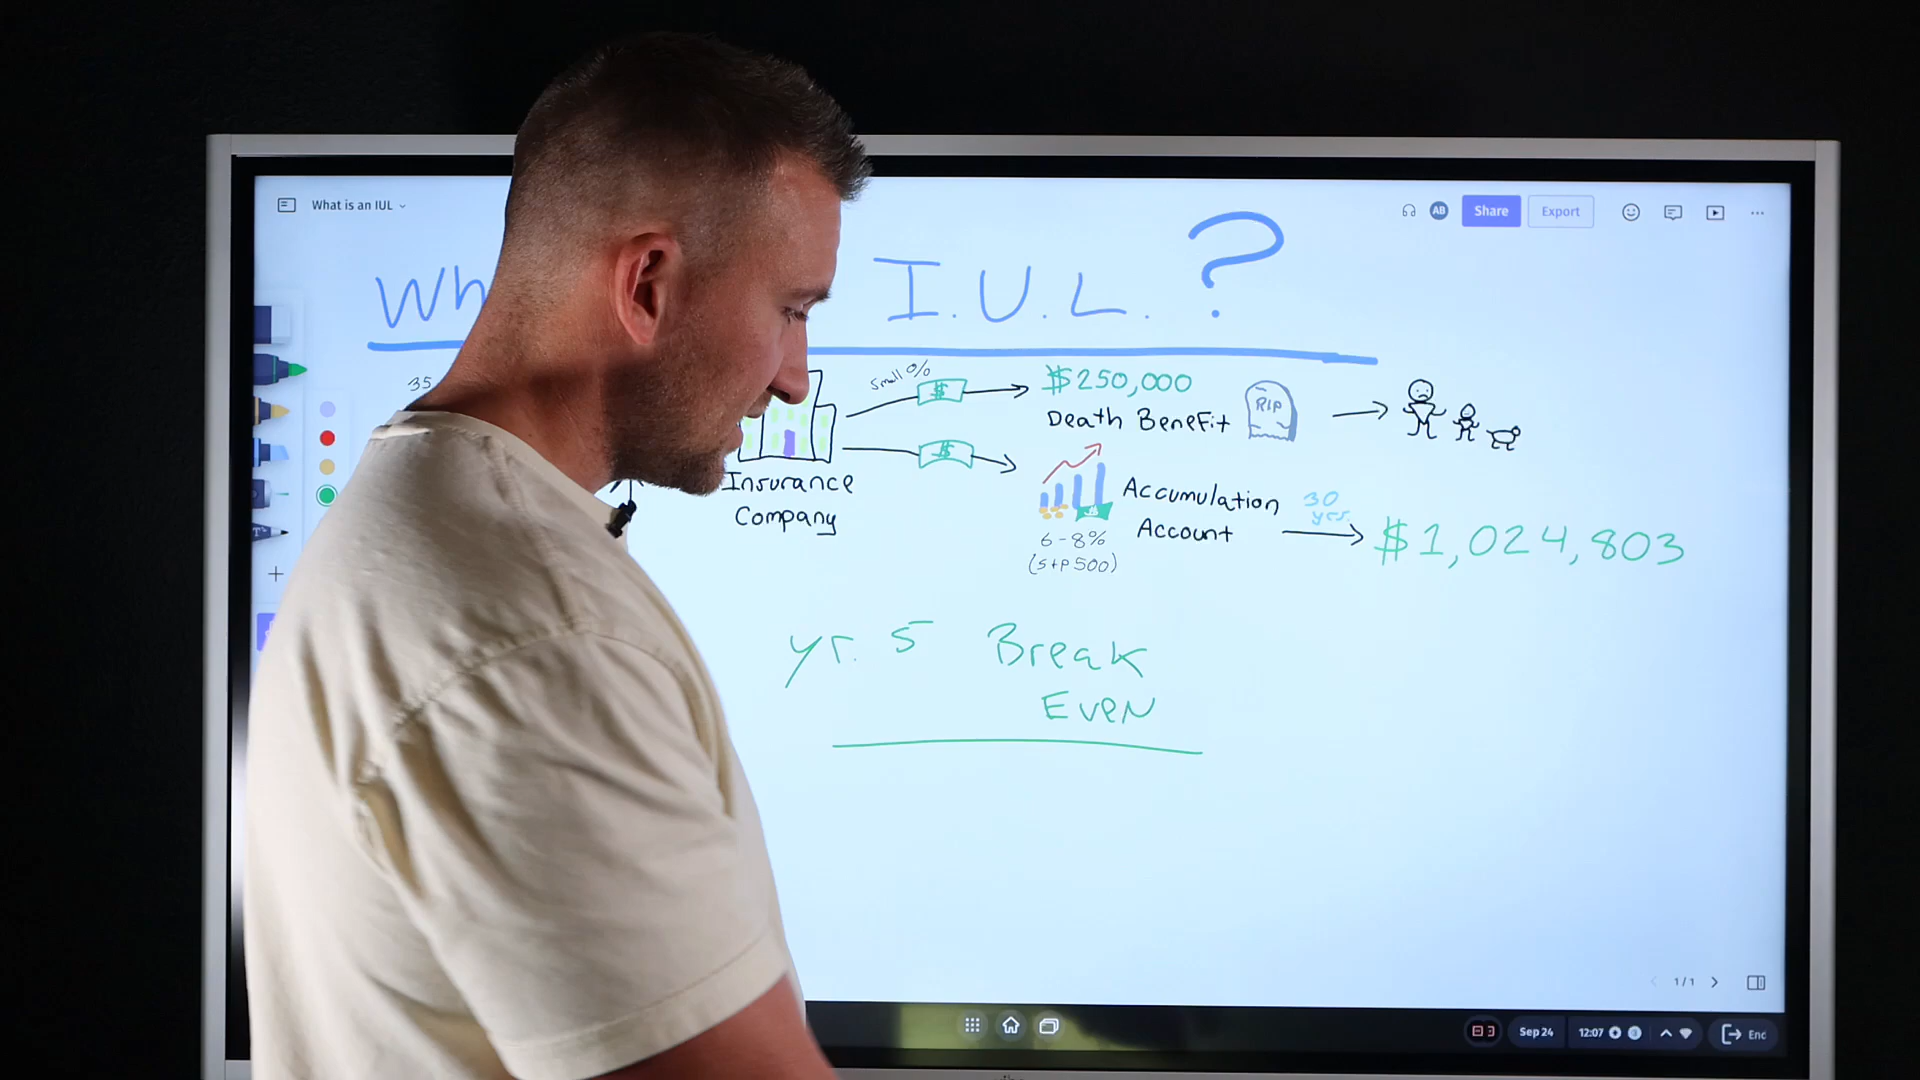 What is an IUL
AB
Share
Export
Wh
I.U.L. ?
35
Small %
$
$250,000
Death BeneFit
RIP
$
Insurance
Company
6-8%
(S+P 500)
Accumulation
Account
30
yrs.
$1,024,803
yr. 5 Break
Even
1/1
Sep 24
12:07
End